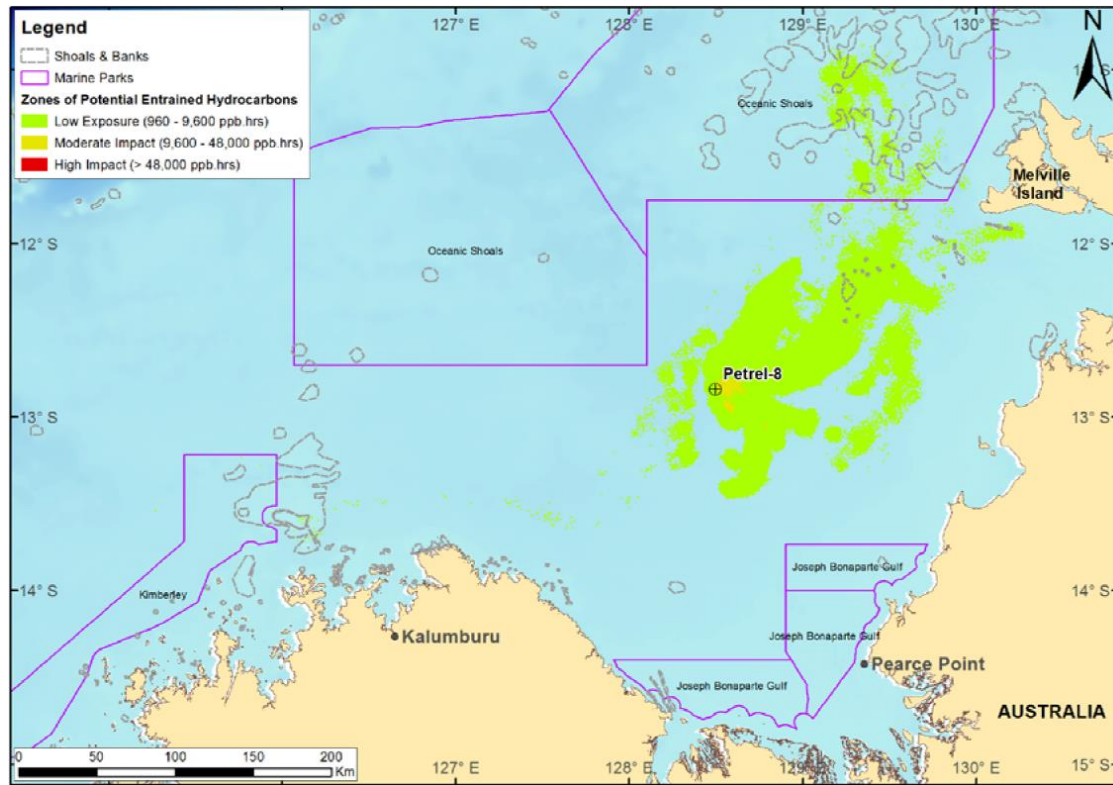 127° E
128° E
129° E
130° E
Legend
Shoals & Banks
Marine Parks
Zones of Potential Entrained Hydrocarbons
Low Exposure (960 - 9,600 ppb.hrs)
Moderate Impact (9,600 - 48,000 ppb.hrs)
High Impact (> 48,000 ppb.hrs)
N
Oceanic Shoals
Melville
Island
12° S
12° S
Oceanic Shoals
Petrel-8
13° S
13° S
Joseph Bonaparte Gulf
14° S
14° S
Kimberley
Kalumburu
Joseph Bonaparte Gulf
Pearce Point
Joseph Bonaparte Gulf
AUSTRALIA
0 50 100 150 200
Km
127° E
128° E
129° E
130° E
15° S